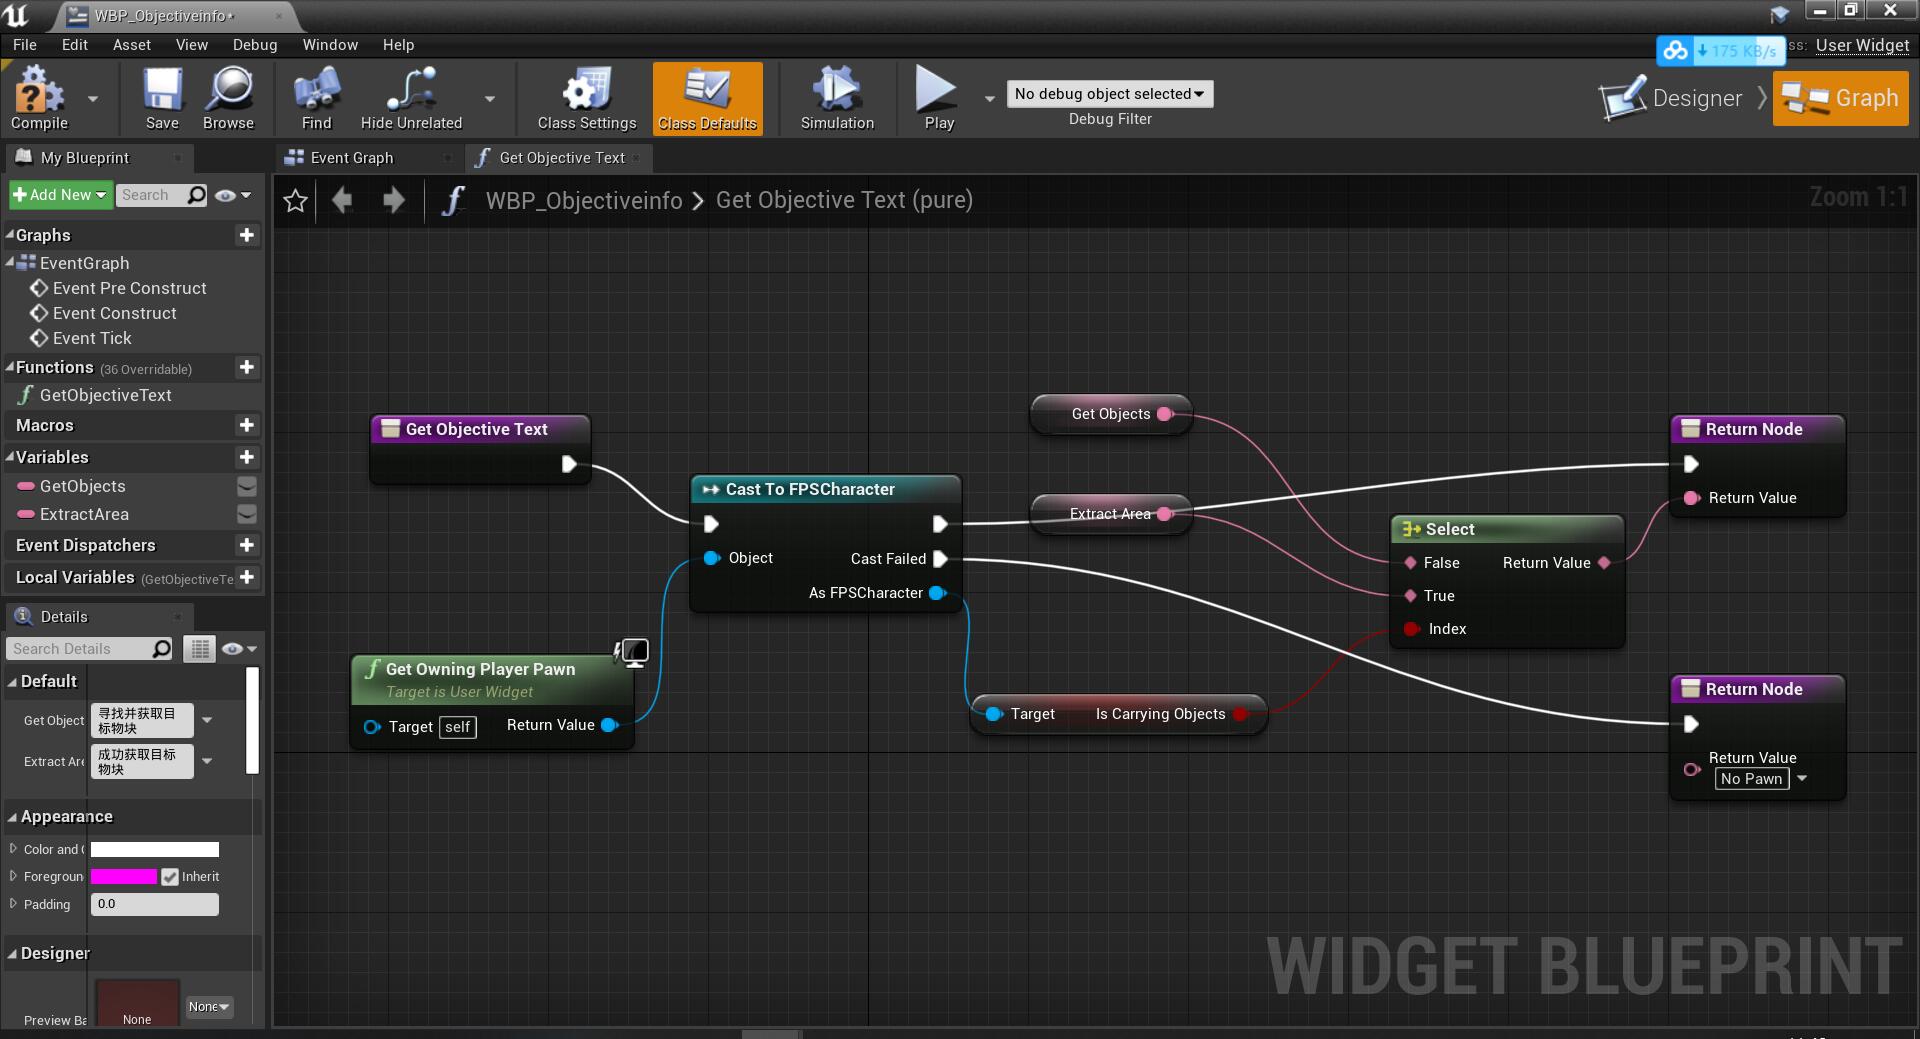 WBP_Objectiveinfo*
File Edit Asset View Debug Window Help
175 KB/s
ss: User Widget
Compile
Save
Browse
Find
Hide Unrelated
Class Settings
Class Defaults
Simulation
Play
No debug object selected
Debug Filter
Designer
Graph
My Blueprint
Event Graph
Get Objective Text
Add New
Search
WBP_Objectiveinfo > Get Objective Text (pure)
Zoom 1:1
Graphs
EventGraph
Event Pre Construct
Event Construct
Event Tick
Functions (36 Overridable)
GetObjectiveText
Macros
Variables
GetObjects
ExtractArea
Event Dispatchers
Local Variables (GetObjectiveTe
Details
Search Details
Default
Get Object
寻找并获取目
标物块
Extract Are
成功获取目标
物块
Appearance
Color and C
Foregroun
Inherit
Padding
0.0
Designer
Preview Ba
None
None
Get Objective Text
Cast To FPSCharacter
Object
Cast Failed
As FPSCharacter
Get Owning Player Pawn
Target is User Widget
Target self
Return Value
Get Objects
Extract Area
Target
Is Carrying Objects
Select
False
Return Value
True
Index
Return Node
Return Value
Return Node
Return Value
No Pawn
WIDGET BLUEPRINT